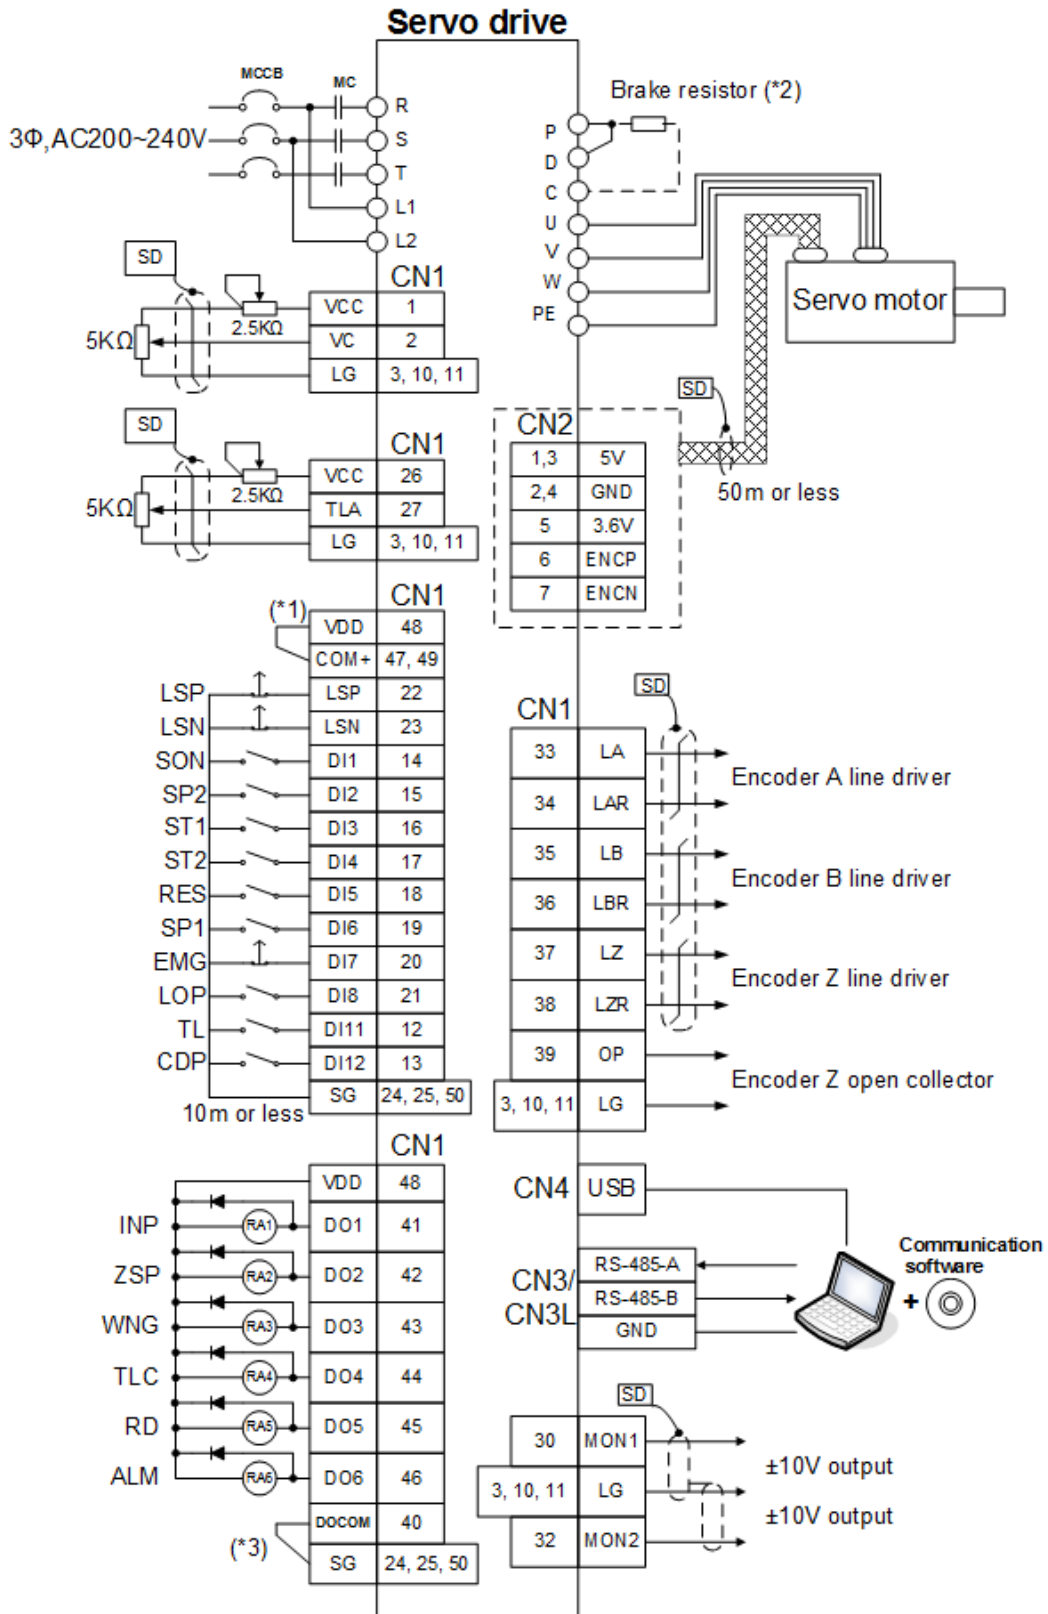 Servo drive
MCCB
MC
3Φ,AC200~240V
R
S
T
L1
L2
Brake resistor (*2)
P
D
C
U
V
W
PE
Servo motor
SD
CN1
5KΩ
2.5KΩ
VCC 1
VC 2
LG 3, 10, 11
SD
CN1
5KΩ
2.5KΩ
VCC 26
TLA 27
LG 3, 10, 11
SD
50m or less
CN2
1,3 5V
2,4 GND
5 3.6V
6 ENCP
7 ENCN
CN1
(*1)
VDD 48
COM+ 47, 49
LSP LSP 22
LSN LSN 23
SON DI1 14
SP2 DI2 15
ST1 DI3 16
ST2 DI4 17
RES DI5 18
SP1 DI6 19
EMG DI7 20
LOP DI8 21
TL DI11 12
CDP DI12 13
SG 24, 25, 50
10m or less
SD
CN1
33 LA
34 LAR
Encoder A line driver
35 LB
36 LBR
Encoder B line driver
37 LZ
38 LZR
Encoder Z line driver
39 OP
3, 10, 11 LG
Encoder Z open collector
CN1
VDD 48
INP RA1 DO1 41
ZSP RA2 DO2 42
WNG RA3 DO3 43
TLC RA4 DO4 44
RD RA5 DO5 45
ALM RA6 DO6 46
DOCOM 40
(*3)
SG 24, 25, 50
CN4 USB
CN3/
CN3L
RS-485-A
RS-485-B
GND
Communication
software
+
SD
30 MON1
3, 10, 11 LG
32 MON2
±10V output
±10V output